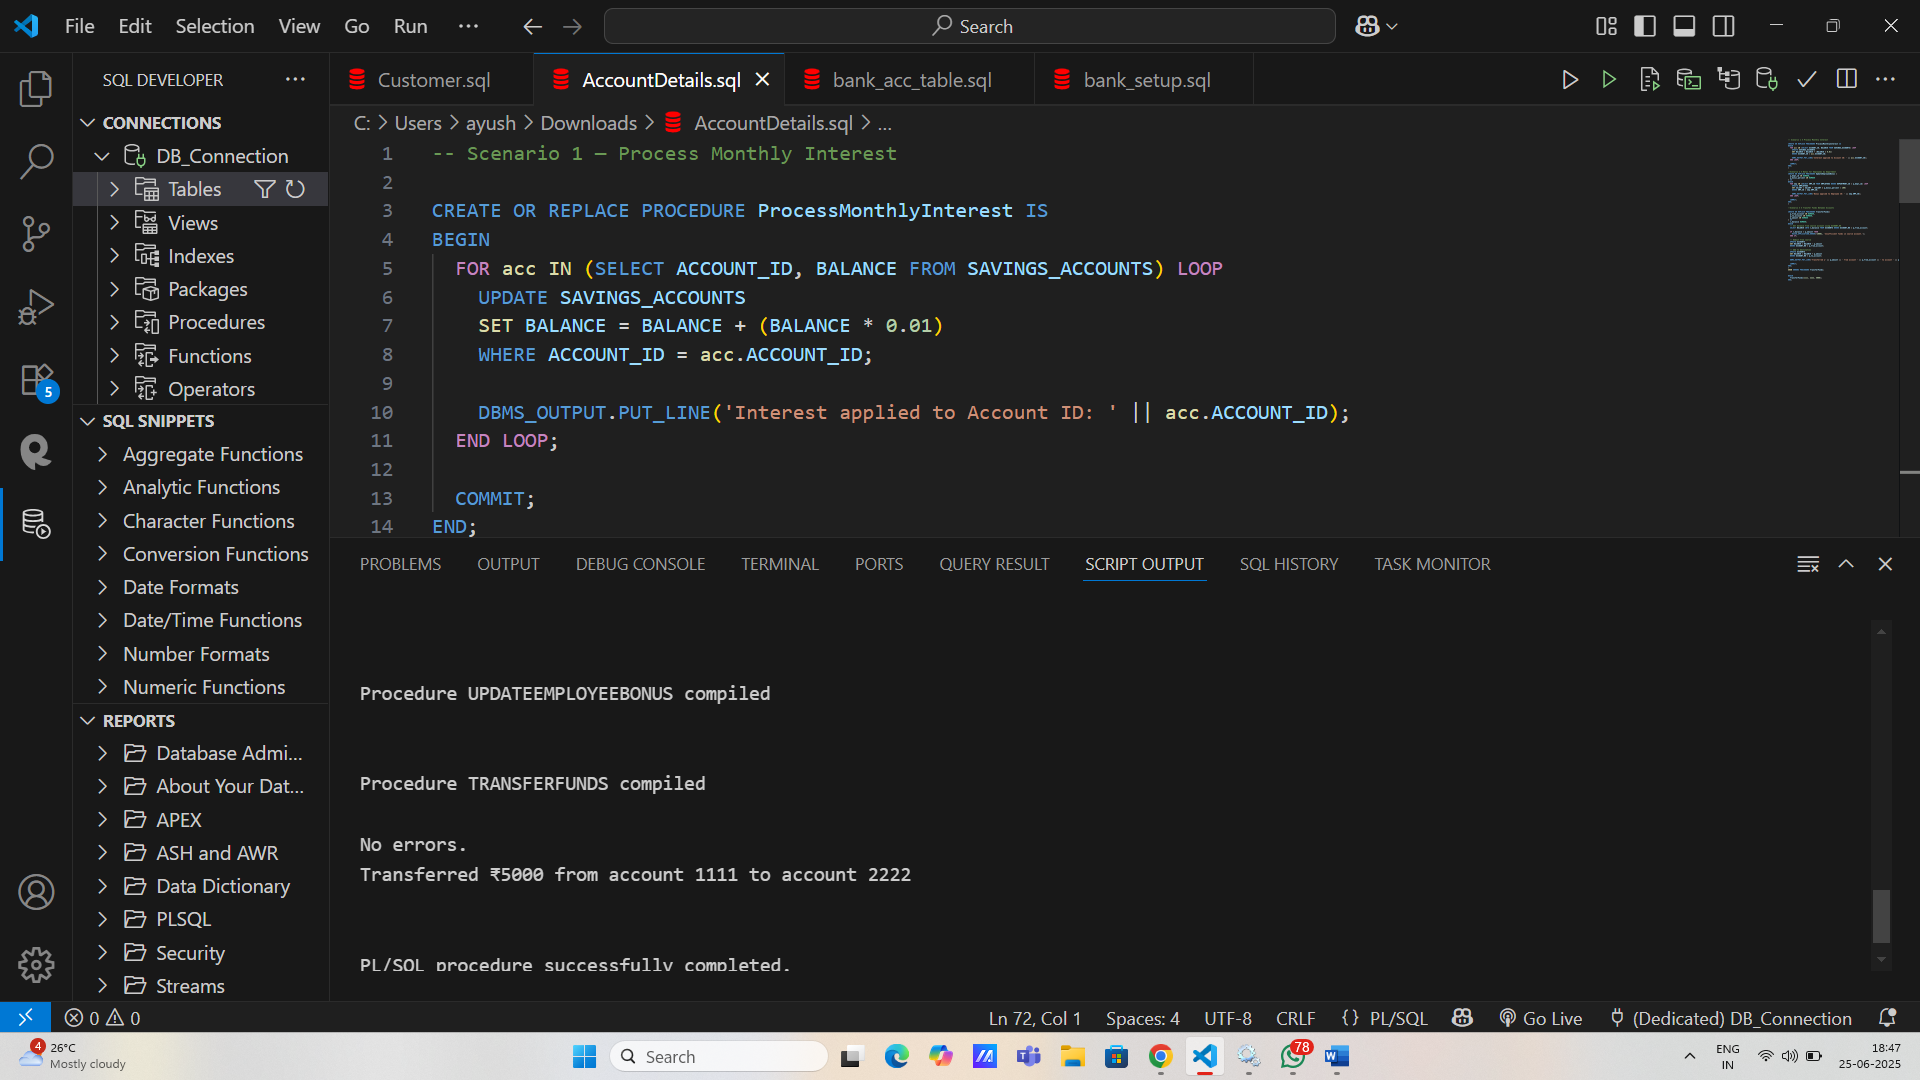 File Edit Selection View Go Run ··· Search
SQL DEVELOPER
CONNECTIONS
DB_Connection
Tables
Views
Indexes
Packages
Procedures
Functions
Operators
SQL SNIPPETS
Aggregate Functions
Analytic Functions
Character Functions
Conversion Functions
Date Formats
Date/Time Functions
Number Formats
Numeric Functions
REPORTS
Database Admi...
About Your Dat...
APEX
ASH and AWR
Data Dictionary
PLSQL
Security
Streams
5
Customer.sql AccountDetails.sql bank_acc_table.sql bank_setup.sql
C: > Users > ayush > Downloads > AccountDetails.sql > ...
1 -- Scenario 1 — Process Monthly Interest
2
3 CREATE OR REPLACE PROCEDURE ProcessMonthlyInterest IS
4 BEGIN
5 FOR acc IN (SELECT ACCOUNT_ID, BALANCE FROM SAVINGS_ACCOUNTS) LOOP
6 UPDATE SAVINGS_ACCOUNTS
7 SET BALANCE = BALANCE + (BALANCE * 0.01)
8 WHERE ACCOUNT_ID = acc.ACCOUNT_ID;
9
10 DBMS_OUTPUT.PUT_LINE('Interest applied to Account ID: ' || acc.ACCOUNT_ID);
11 END LOOP;
12
13 COMMIT;
14 END;
PROBLEMS OUTPUT DEBUG CONSOLE TERMINAL PORTS QUERY RESULT SCRIPT OUTPUT SQL HISTORY TASK MONITOR
Procedure UPDATEEMPLOYEEBONUS compiled
Procedure TRANSFERFUNDS compiled
No errors.
Transferred ₹5000 from account 1111 to account 2222
PL/SQL procedure successfully completed.
0 0 Ln 72, Col 1 Spaces: 4 UTF-8 CRLF {} PL/SQL Go Live (Dedicated) DB_Connection
4 26°C
Mostly cloudy
Search
78
ENG
IN
18:47
25-06-2025